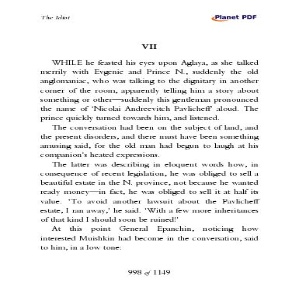 The Idiot
Planet PDF
VII
WHILE he feasted his eyes upon Aglaya, as she talked
merrily with Evgenie and Prince N., suddenly the old
anglomaniac, who was talking to the dignitary in another
corner of the room, apparently telling him a story about
something or other—suddenly this gentleman pronounced
the name of 'Nicolai Andreevitch Pavlicheff' aloud. The
prince quickly turned towards him, and listened.
The conversation had been on the subject of land, and
the present disorders, and there must have been something
amusing said, for the old man had begun to laugh at his
companion's heated expressions.
The latter was describing in eloquent words how, in
consequence of recent legislation, he was obliged to sell a
beautiful estate in the N. province, not because he wanted
ready money—in fact, he was obliged to sell it at half its
value. 'To avoid another lawsuit about the Pavlicheff
estate, I ran away,' he said. 'With a few more inheritances
of that kind I should soon be ruined!'
At this point General Epanchin, noticing how
interested Muishkin had become in the conversation, said
to him, in a low tone:
998 of 1149